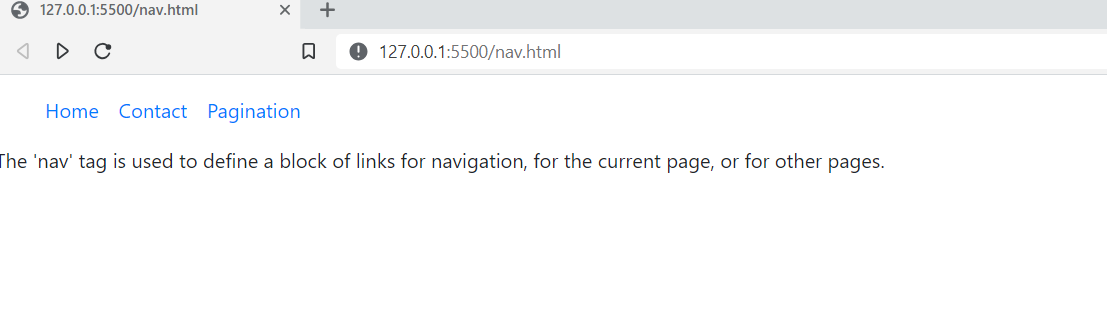 127.0.0.1:5500/nav.html
127.0.0.1:5500/nav.html
Home Contact Pagination
The 'nav' tag is used to define a block of links for navigation, for the current page, or for other pages.